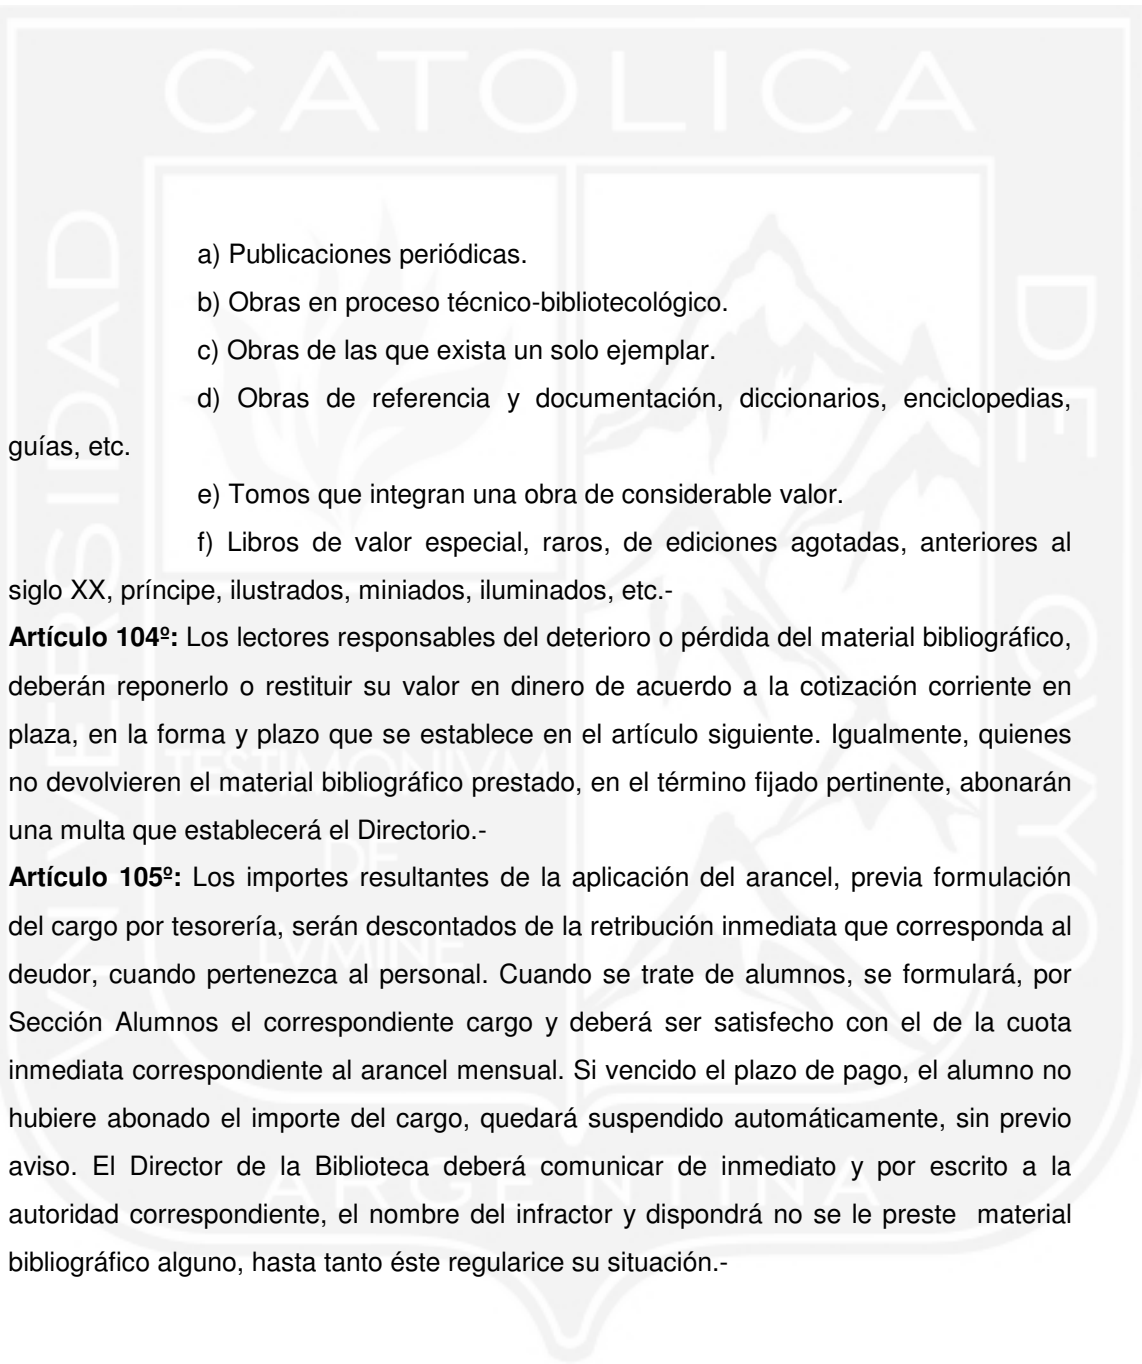 CATOLICA
UNIVERSIDAD
DE CVYO
a) Publicaciones periódicas.
b) Obras en proceso técnico-bibliotecológico.
c) Obras de las que exista un solo ejemplar.
d) Obras de referencia y documentación, diccionarios, enciclopedias,
guías, etc.
e) Tomos que integran una obra de considerable valor.
f) Libros de valor especial, raros, de ediciones agotadas, anteriores al
siglo XX, príncipe, ilustrados, miniados, iluminados, etc.-
Artículo 104º: Los lectores responsables del deterioro o pérdida del material bibliográfico,
deberán reponerlo o restituir su valor en dinero de acuerdo a la cotización corriente en
plaza, en la forma y plazo que se establece en el artículo siguiente. Igualmente, quienes
no devolvieren el material bibliográfico prestado, en el término fijado pertinente, abonarán
una multa que establecerá el Directorio.-
Artículo 105º: Los importes resultantes de la aplicación del arancel, previa formulación
del cargo por tesorería, serán descontados de la retribución inmediata que corresponda al
deudor, cuando pertenezca al personal. Cuando se trate de alumnos, se formulará, por
Sección Alumnos el correspondiente cargo y deberá ser satisfecho con el de la cuota
inmediata correspondiente al arancel mensual. Si vencido el plazo de pago, el alumno no
hubiere abonado el importe del cargo, quedará suspendido automáticamente, sin previo
aviso. El Director de la Biblioteca deberá comunicar de inmediato y por escrito a la
autoridad correspondiente, el nombre del infractor y dispondrá no se le preste material
bibliográfico alguno, hasta tanto éste regularice su situación.-
TESTIMONIVM
DE
LVMINE
ARGENTINA